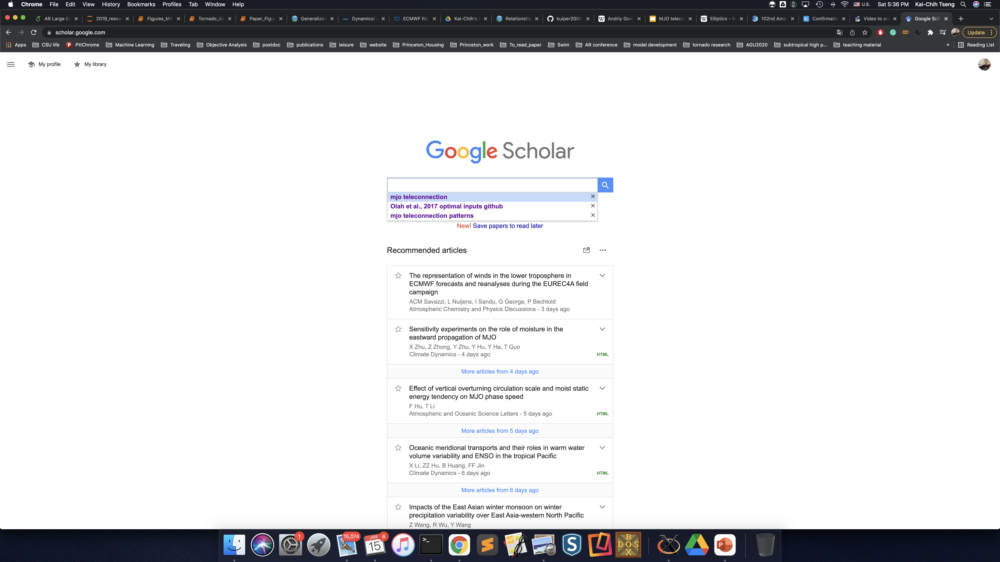 Chrome File Edit View History Bookmarks Profiles Tab Window Help
U.S. Sat 5:36 PM Kai-Chih Tseng
AR Large En
2019_resea
Figures_MA
Tornado_da
Paper_Figur
Generalized
Dynamical a
ECMWF Rea
Kai-Chih's F
Relationship
kuiper2000
Andriy Govo
MJO teleco
Elliptics - W
102nd Ame
Confirmatio
Video to ani
Google Sch
scholar.google.com
Update
Apps CSU life PttChrome Machine Learning Traveling Objective Analysis postdoc publications leisure website Princeton_Housing Princeton_work To_read_paper Swim AR conference model development tornado research AGU2020 subtropical high p... teaching material » Reading List
My profile My library
Google Scholar
mjo teleconnection
Olah et al., 2017 optimal inputs github
mjo teleconnection patterns
New! Save papers to read later
Recommended articles
The representation of winds in the lower troposphere in
ECMWF forecasts and reanalyses during the EUREC4A field
campaign
ACM Savazzi, L Nuijens, I Sandu, G George, P Bechtold
Atmospheric Chemistry and Physics Discussions - 3 days ago
Sensitivity experiments on the role of moisture in the
eastward propagation of MJO
X Zhu, Z Zhong, Y Zhu, Y Hu, Y Ha, T Guo
Climate Dynamics - 4 days ago HTML
More articles from 4 days ago
Effect of vertical overturning circulation scale and moist static
energy tendency on MJO phase speed
F Hu, T Li
Atmospheric and Oceanic Science Letters - 5 days ago HTML
More articles from 5 days ago
Oceanic meridional transports and their roles in warm water
volume variability and ENSO in the tropical Pacific
X Li, ZZ Hu, B Huang, FF Jin
Climate Dynamics - 6 days ago HTML
More articles from 6 days ago
Impacts of the East Asian winter monsoon on winter
precipitation variability over East Asia-western North Pacific
Z Wang, R Wu, Y Wang
1
15,074
JAN 6
15
>_
pdf
S
BOS
DOS
X
P